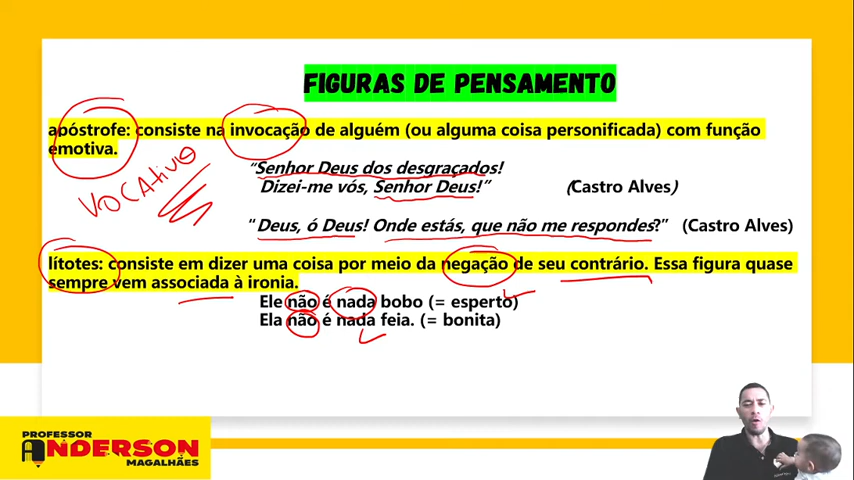 FIGURAS DE PENSAMENTO
apóstrofe: consiste na invocação de alguém (ou alguma coisa personificada) com função
emotiva.
VOCATIVO
“Senhor Deus dos desgraçados!
Dizei-me vós, Senhor Deus!” (Castro Alves)
“Deus, ó Deus! Onde estás, que não me respondes?” (Castro Alves)
lítotes: consiste em dizer uma coisa por meio da negação de seu contrário. Essa figura quase
sempre vem associada à ironia.
Ele não é nada bobo (= esperto)
Ela não é nada feia. (= bonita)
PROFESSOR
ANDERSON
MAGALHÃES